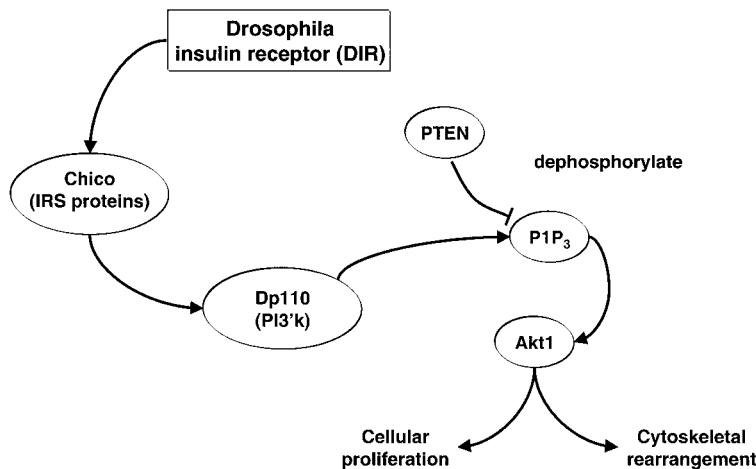 Drosophila
insulin receptor (DIR)
PTEN
dephosphorylate
Chico
(IRS proteins)
P1P₃
Dp110
(PI3'k)
Akt1
Cellular
proliferation
Cytoskeletal
rearrangement